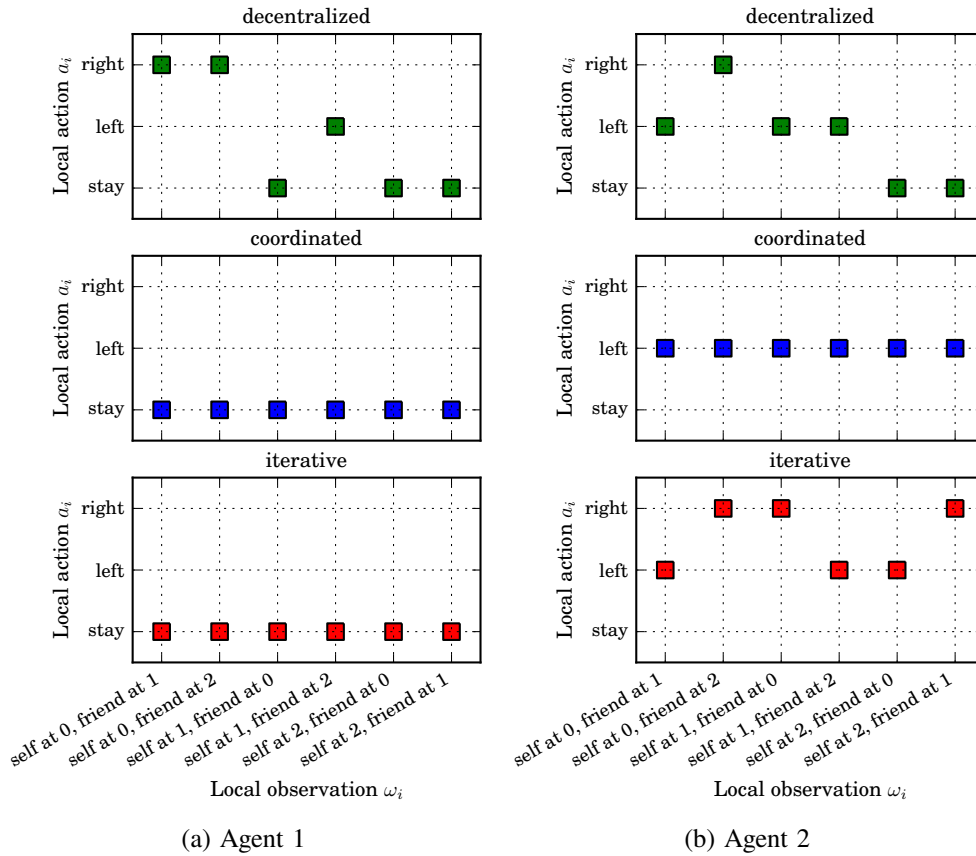 decentralized
Local action a_i
right
left
stay
coordinated
Local action a_i
right
left
stay
iterative
Local action a_i
right
left
stay
self at 0, friend at 1
self at 0, friend at 2
self at 1, friend at 0
self at 1, friend at 2
self at 2, friend at 0
self at 2, friend at 1
Local observation ω_i
(a) Agent 1
decentralized
Local action a_i
right
left
stay
coordinated
Local action a_i
right
left
stay
iterative
Local action a_i
right
left
stay
self at 0, friend at 1
self at 0, friend at 2
self at 1, friend at 0
self at 1, friend at 2
self at 2, friend at 0
self at 2, friend at 1
Local observation ω_i
(b) Agent 2